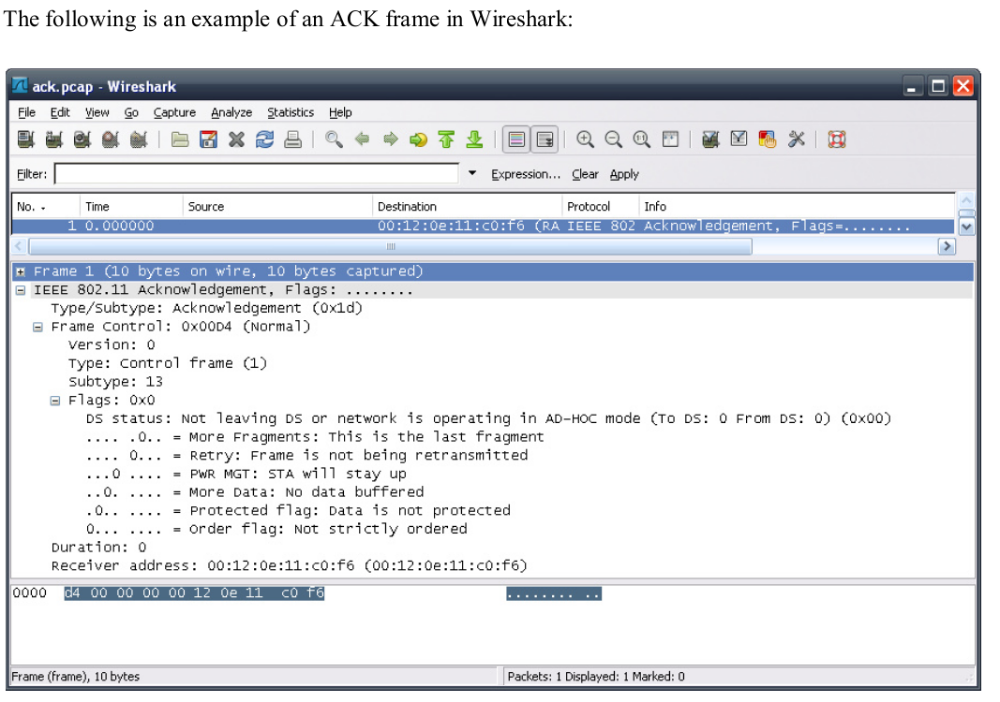 The following is an example of an ACK frame in Wireshark:
ack.pcap - Wireshark
File Edit View Go Capture Analyze Statistics Help
Filter: Expression... Clear Apply
No. Time Source Destination Protocol Info
1 0.000000 00:12:0e:11:c0:f6 (RA IEEE 802 Acknowledgement, Flags=........
Frame 1 (10 bytes on wire, 10 bytes captured)
IEEE 802.11 Acknowledgement, Flags: ........
Type/Subtype: Acknowledgement (0x1d)
Frame Control: 0x00D4 (Normal)
Version: 0
Type: Control frame (1)
Subtype: 13
Flags: 0x0
DS status: Not leaving DS or network is operating in AD-HOC mode (To DS: 0 From DS: 0) (0x00)
.... .0.. = More Fragments: This is the last fragment
.... 0... = Retry: Frame is not being retransmitted
...0 .... = PWR MGT: STA will stay up
..0. .... = More Data: No data buffered
.0.. .... = Protected flag: Data is not protected
0... .... = Order flag: Not strictly ordered
Duration: 0
Receiver address: 00:12:0e:11:c0:f6 (00:12:0e:11:c0:f6)
0000 d4 00 00 00 00 12 0e 11 c0 f6 ........ ..
Frame (frame), 10 bytes Packets: 1 Displayed: 1 Marked: 0